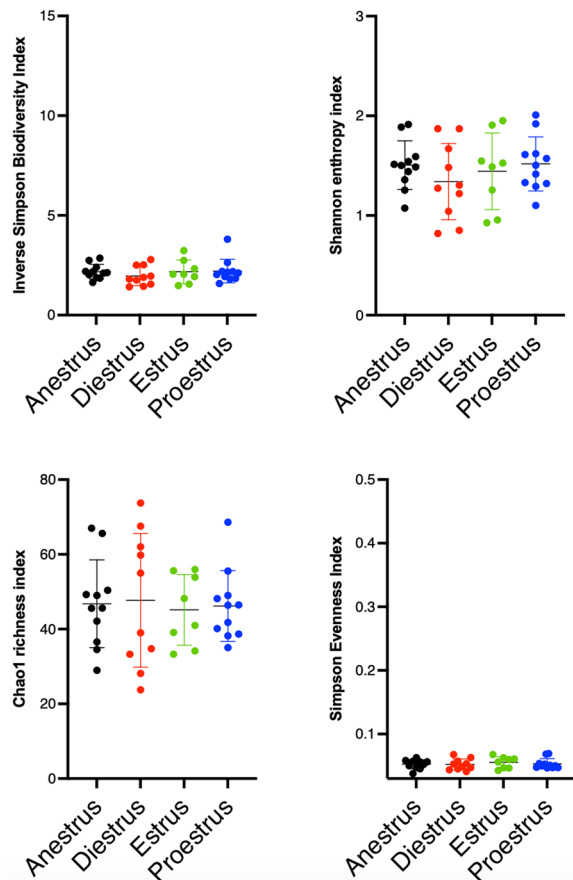 Inverse Simpson Biodiversity Index
15
10
5
0
Anestrus
Diestrus
Estrus
Proestrus
Shannon enthropy index
2
1
0
Anestrus
Diestrus
Estrus
Proestrus
Chao1 richness index
80
60
40
20
0
Anestrus
Diestrus
Estrus
Proestrus
Simpson Evenness Index
0.5
0.4
0.3
0.2
0.1
Anestrus
Diestrus
Estrus
Proestrus